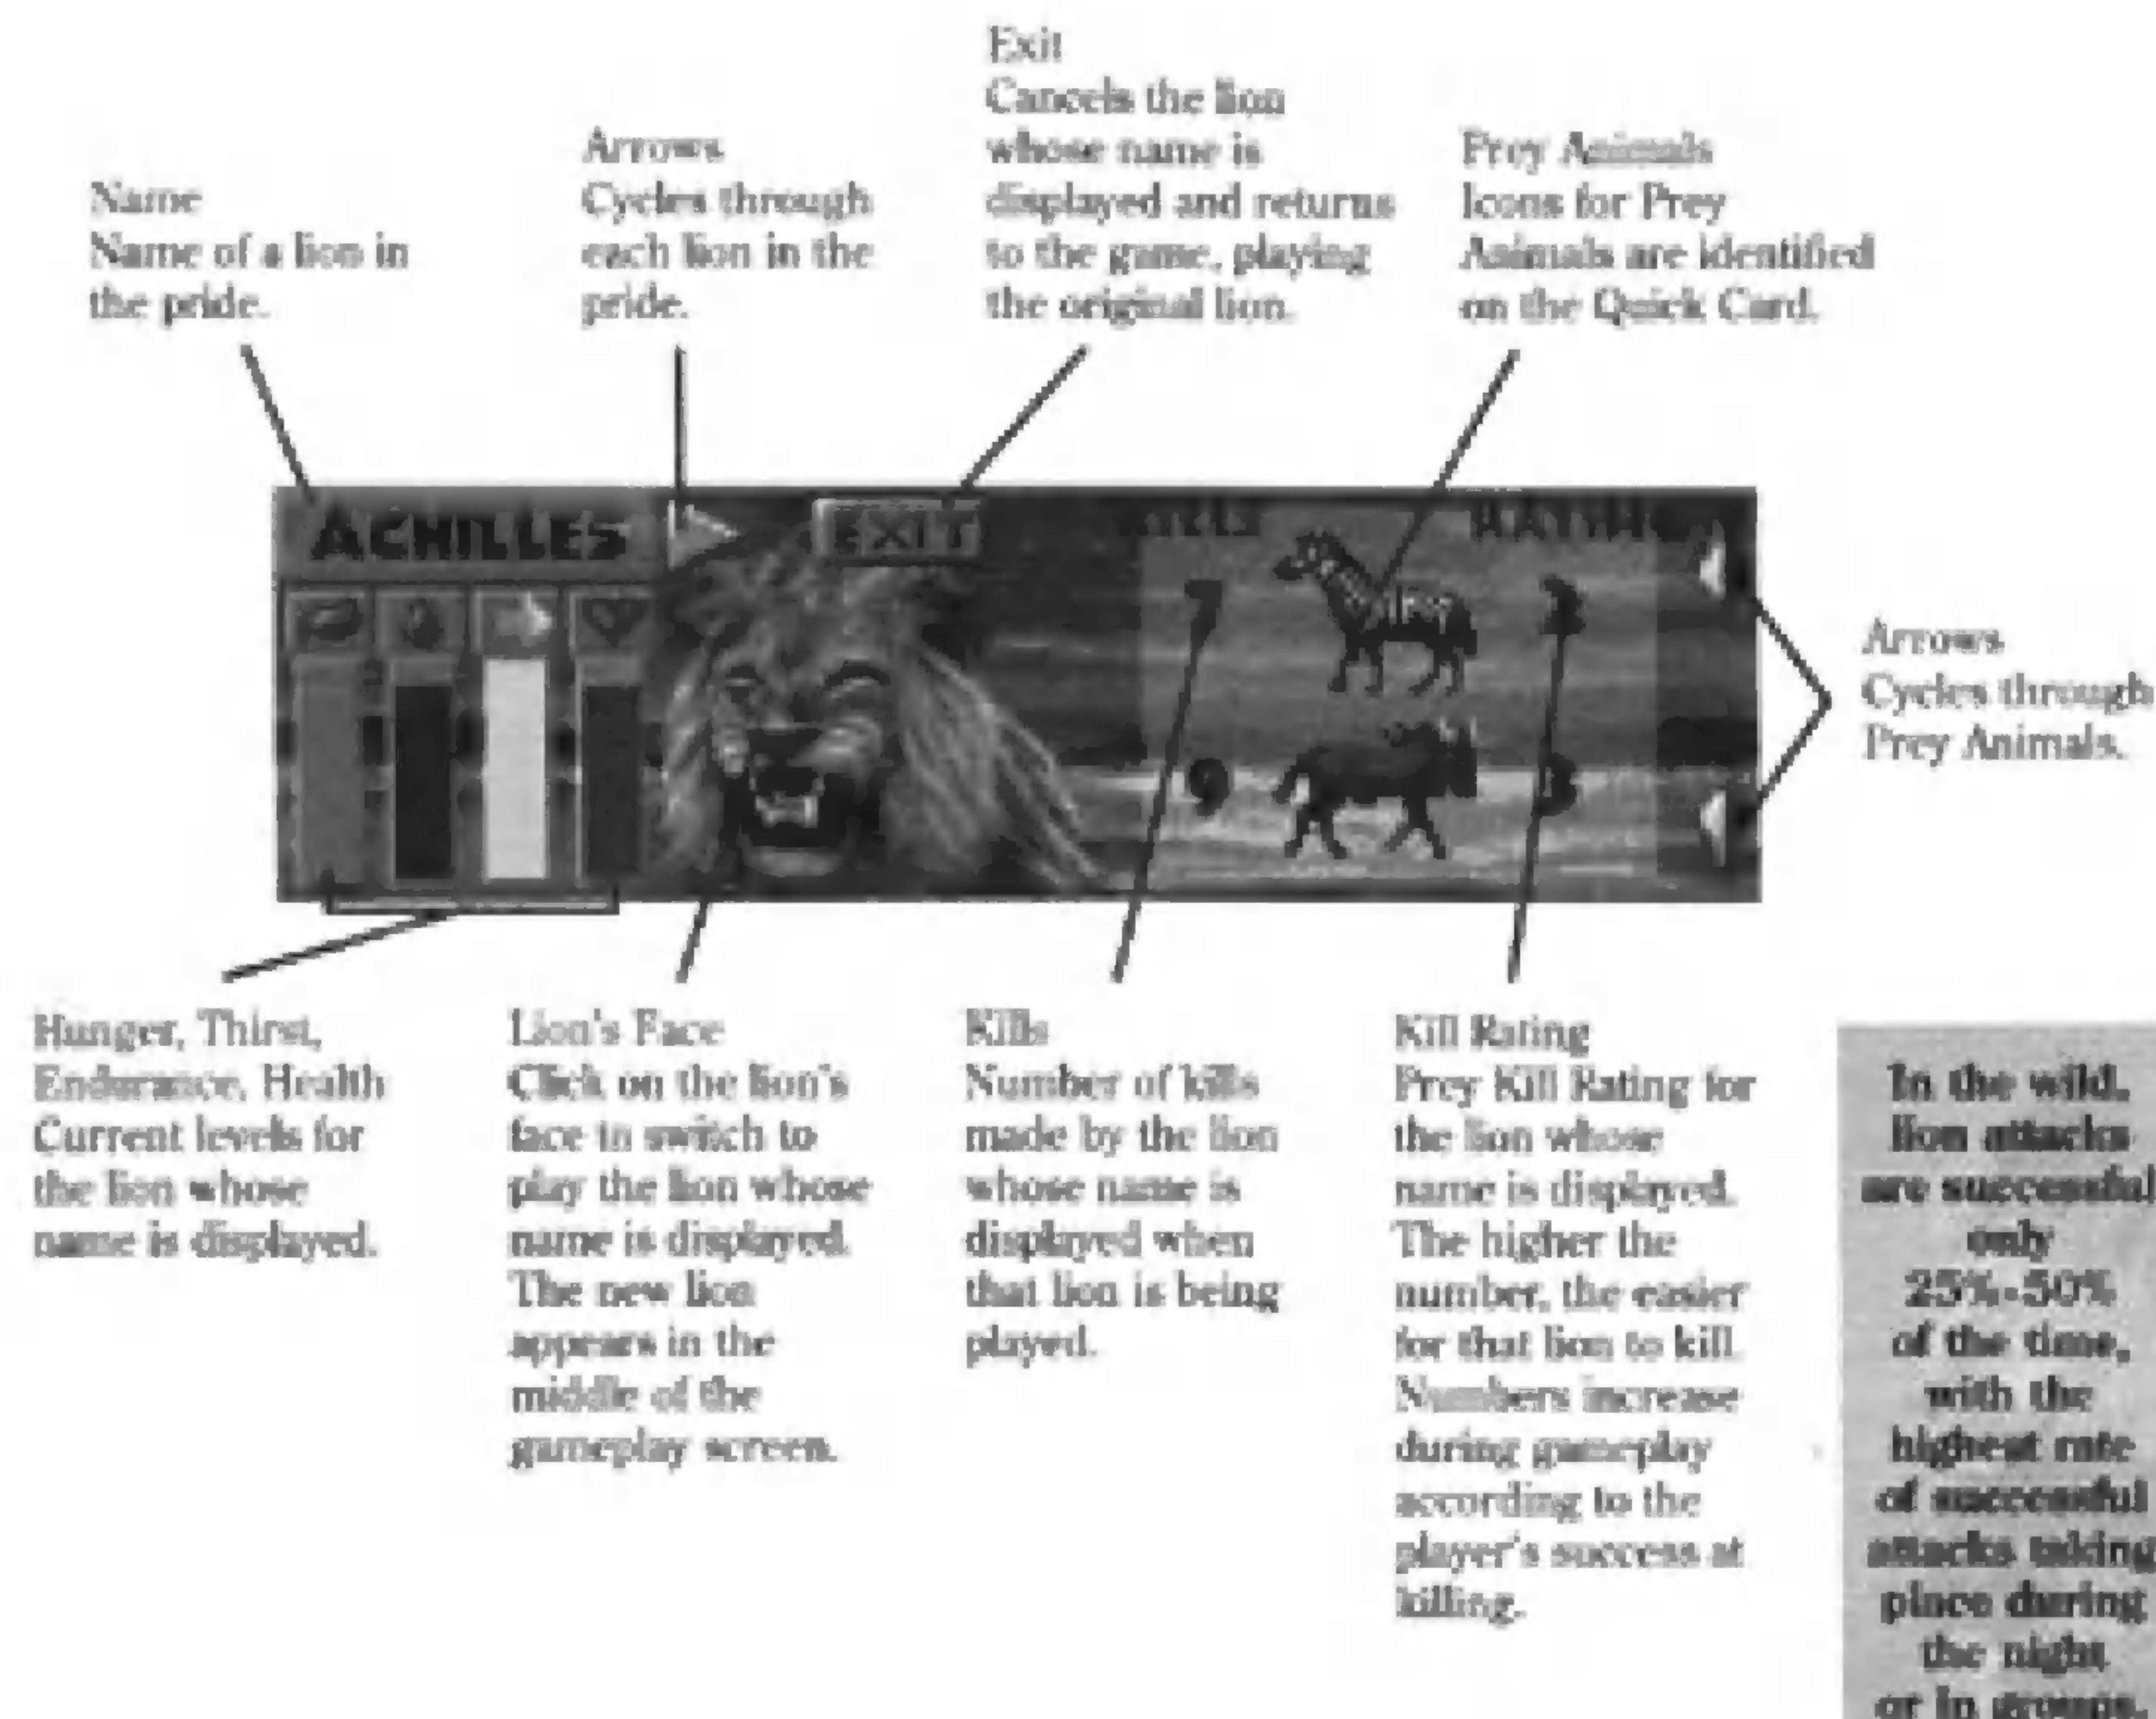 Exit
Cancels the lion
whose name is
displayed and returns
to the game, playing
the original lion.
Arrows
Cycles through
each lion in the
pride.
Prey Animals
Icons for Prey
Animals are identified
on the Quick Card.
Name
Name of a lion in
the pride.
ACHILLES
EXIT
KILLS
RATING
7
3
9
3
Arrows
Cycles through
Prey Animals.
Hunger, Thirst,
Endurance, Health
Current levels for
the lion whose
name is displayed.
Lion's Face
Click on the lion's
face to switch to
play the lion whose
name is displayed.
The new lion
appears in the
middle of the
gameplay screen.
Kills
Number of kills
made by the lion
whose name is
displayed when
that lion is being
played.
Kill Rating
Prey Kill Rating for
the lion whose
name is displayed.
The higher the
number, the easier
for that lion to kill.
Numbers increase
during gameplay
according to the
player's success at
killing.
In the wild,
lion attacks
are successful
only
25%-50%
of the time,
with the
highest rate
of successful
attacks taking
place during
the night
or in groups.